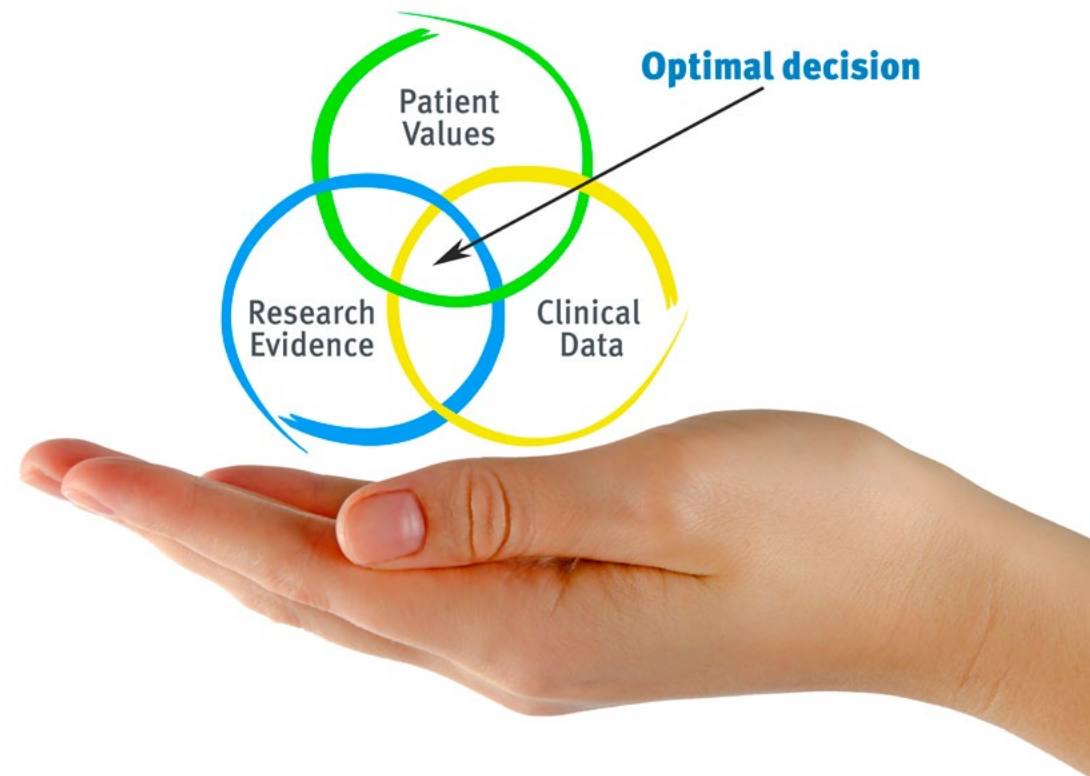 Optimal decision
Patient
Values
Research
Evidence
Clinical
Data